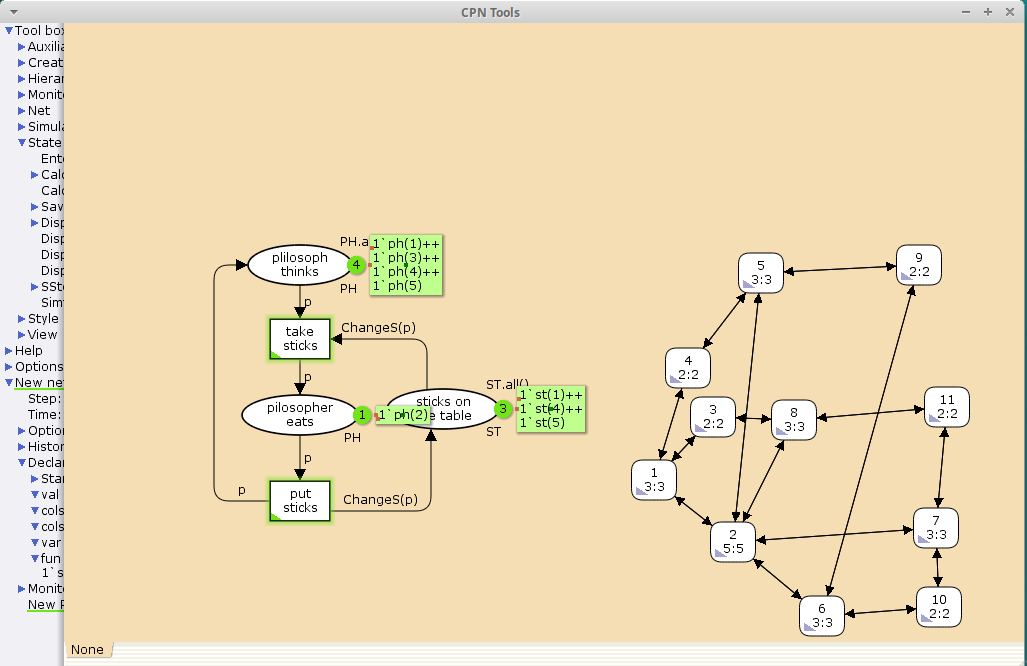 CPN Tools
Tool box
Auxilia
Creat
Hierar
Monit
Net
Simula
State
Ente
Calc
Calc
Sav
Disp
Disp
Disp
Disp
SSto
Sim
Style
View
Help
Options
New net
Step:
Time:
Optio
Histor
Declar
Star
val
cols
cols
var
fun
1`s
Monito
New P
PH.a
plilosoph
thinks
4
1`ph(1)++
1`ph(3)++
1`ph(4)++
1`ph(5)
PH
p
take
sticks
ChangeS(p)
p
pilosopher
eats
1
1`ph(2)
PH
ST.all()
sticks on
e table
3
1`st(1)++
1`st(4)++
1`st(5)
ST
p
put
sticks
p
ChangeS(p)
5
3:3
9
2:2
4
2:2
3
2:2
8
3:3
11
2:2
1
3:3
2
5:5
7
3:3
6
3:3
10
2:2
None